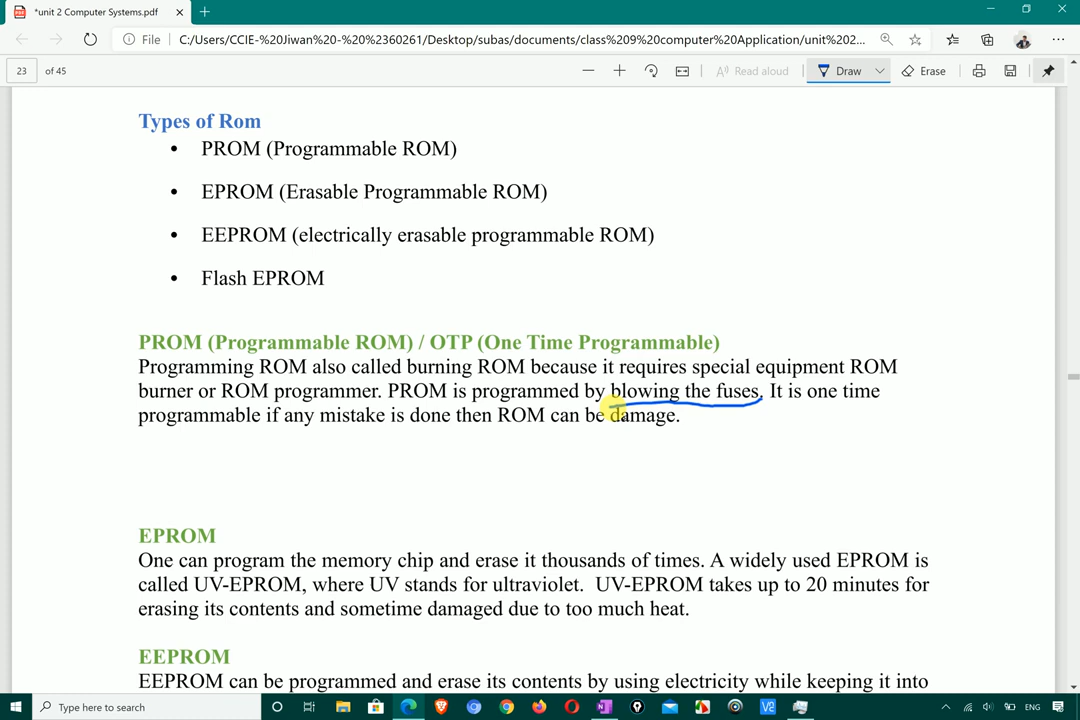 *unit 2 Computer Systems.pdf
File
C:/Users/CCIE-%20Jiwan%20-%20%2360261/Desktop/subas/documents/class%209%20computer%20Application/unit%202...
23 of 45
Read aloud
Draw
Erase
Types of Rom
• PROM (Programmable ROM)
• EPROM (Erasable Programmable ROM)
• EEPROM (electrically erasable programmable ROM)
• Flash EPROM
PROM (Programmable ROM) / OTP (One Time Programmable)
Programming ROM also called burning ROM because it requires special equipment ROM
burner or ROM programmer. PROM is programmed by blowing the fuses. It is one time
programmable if any mistake is done then ROM can be damage.
EPROM
One can program the memory chip and erase it thousands of times. A widely used EPROM is
called UV-EPROM, where UV stands for ultraviolet. UV-EPROM takes up to 20 minutes for
erasing its contents and sometime damaged due to too much heat.
EEPROM
EEPROM can be programmed and erase its contents by using electricity while keeping it into
Type here to search
ENG